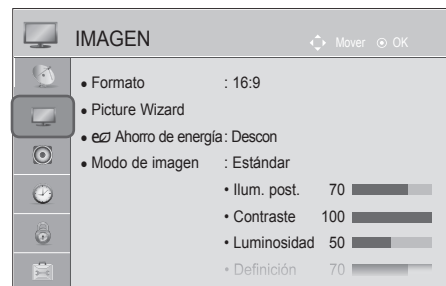 IMAGEN Mover OK
• Formato : 16:9
• Picture Wizard
• Ahorro de energía : Descon
• Modo de imagen : Estándar
• Ilum. post. 70
• Contraste 100
• Luminosidad 50
• Definición 70